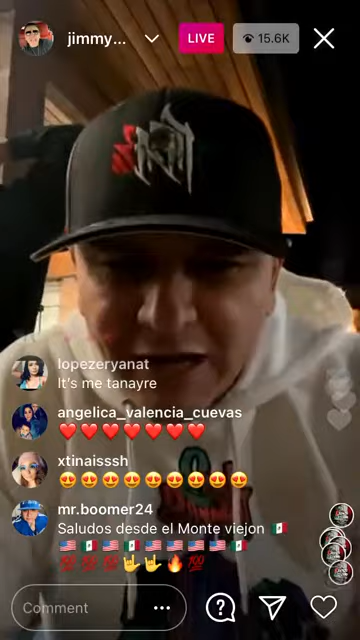 jimmy...
LIVE
15.6K
lopezeryanat
It's me tanayre
angelica_valencia_cuevas
❤️❤️❤️❤️❤️❤️❤️
xtinaisssh
😍😍😍😍😍😍😍😍😍
mr.boomer24
Saludos desde el Monte viejon 🇲🇽
🇺🇸🇲🇽🇺🇸🇲🇽🇺🇸🇺🇸🇺🇸🇺🇸🇲🇽
💯💯💯🤟🤟🔥💯
Comment